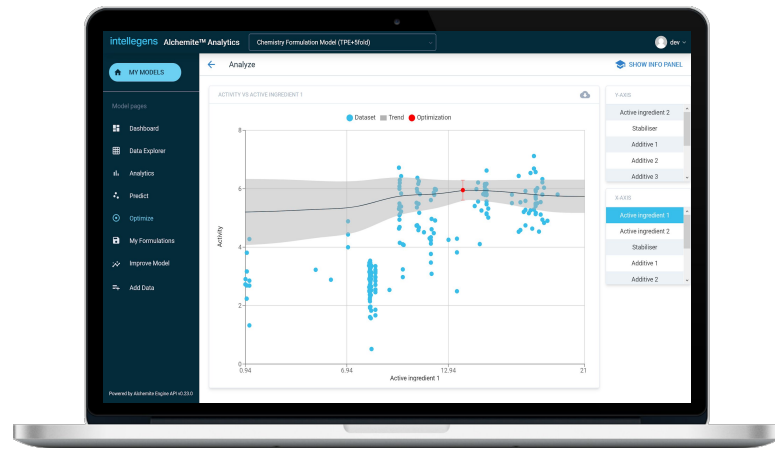 intellegens Alchemite™ Analytics
Chemistry Formulation Model (TPE+5fold)
dev
MY MODELS
Analyze
SHOW INFO PANEL
Model pages
Dashboard
Data Explorer
Analytics
Predict
Optimize
My Formulations
Improve Model
Add Data
Powered by Alchemite Engine API v0.23.0
ACTIVITY VS ACTIVE INGREDIENT 1
Dataset Trend Optimization
8
6
4
2
0
Activity
0.94 6.94 12.94 21
Active ingredient 1
Y-AXIS
Active ingredient 2
Stabiliser
Additive 1
Additive 2
Additive 3
X-AXIS
Active ingredient 1
Active ingredient 2
Stabiliser
Additive 1
Additive 2